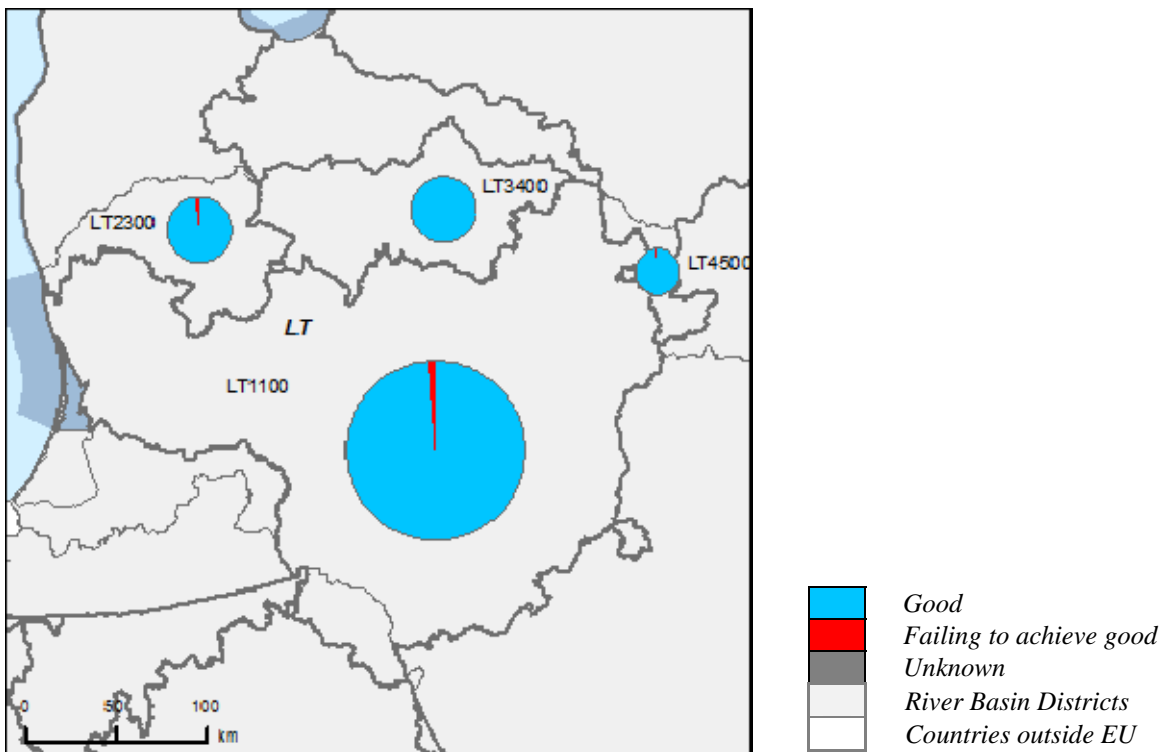 LT3400
LT2300
LT4500
LT
LT1100
0 50 100
km
Good
Failing to achieve good
Unknown
River Basin Districts
Countries outside EU